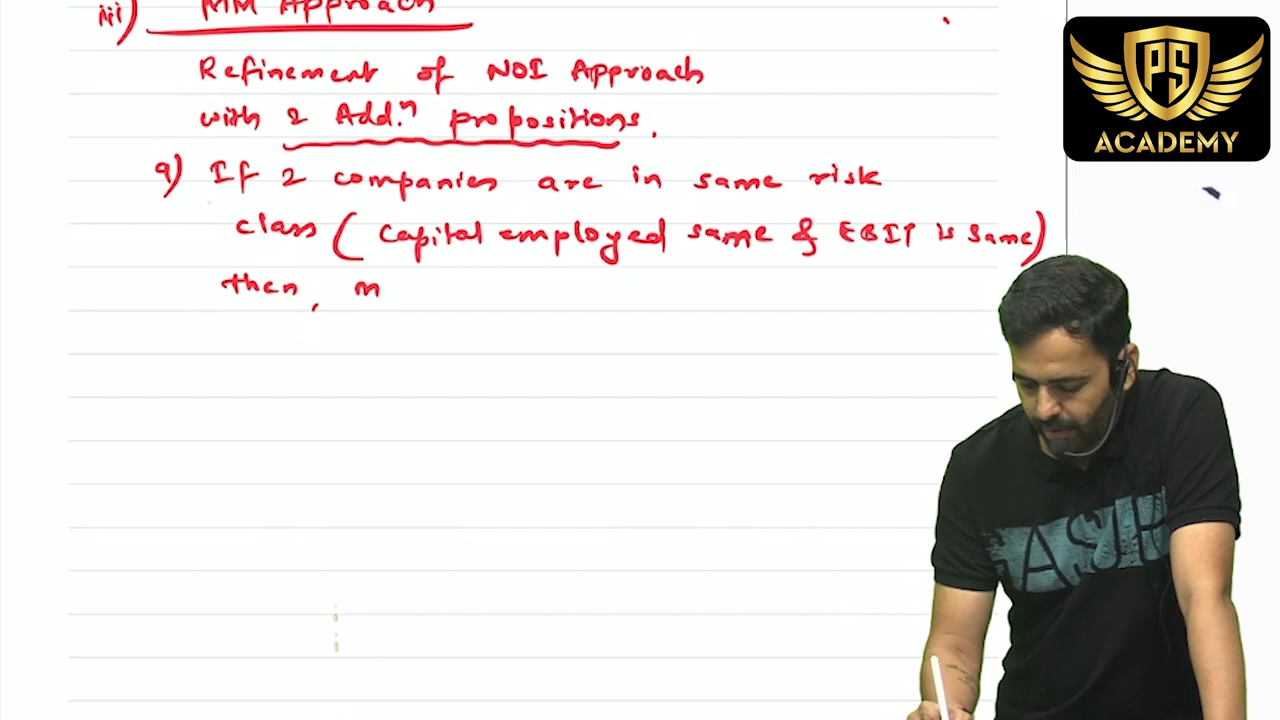 iii) MM Approach
Refinement of NOI Approach
with 2 Add.n propositions.
a) If 2 companies are in same risk
class (Capital employed same & EBIT is same)
then, m
PS
ACADEMY
GASP